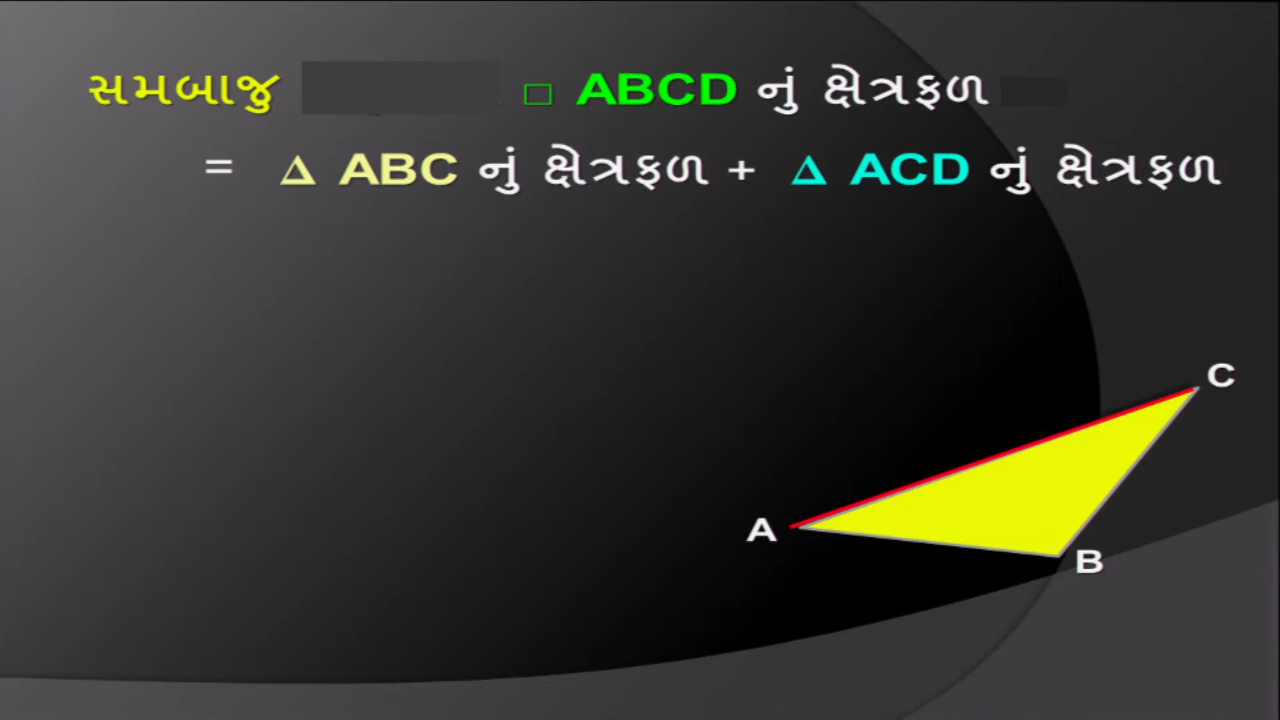 સમબાજુ □ ABCD નું ક્ષેત્રફળ
= Δ ABC નું ક્ષેત્રફળ + Δ ACD નું ક્ષેત્રફળ
C
A
B